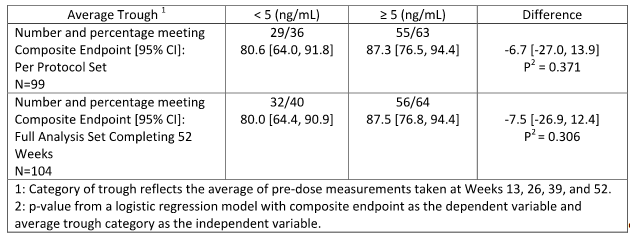 Average Trough 1 < 5 (ng/mL) ≥ 5 (ng/mL) Difference
Number and percentage meeting 29/36 55/63
Composite Endpoint [95% CI]: 80.6 [64.0, 91.8] 87.3 [76.5, 94.4] -6.7 [-27.0, 13.9]
Per Protocol Set P2 = 0.371
N=99
Number and percentage meeting 32/40 56/64
Composite Endpoint [95% CI]: 80.0 [64.4, 90.9] 87.5 [76.8, 94.4] -7.5 [-26.9, 12.4]
Full Analysis Set Completing 52 P2 = 0.306
Weeks
N=104
1: Category of trough reflects the average of pre-dose measurements taken at Weeks 13, 26, 39, and 52.
2: p-value from a logistic regression model with composite endpoint as the dependent variable and
average trough category as the independent variable.